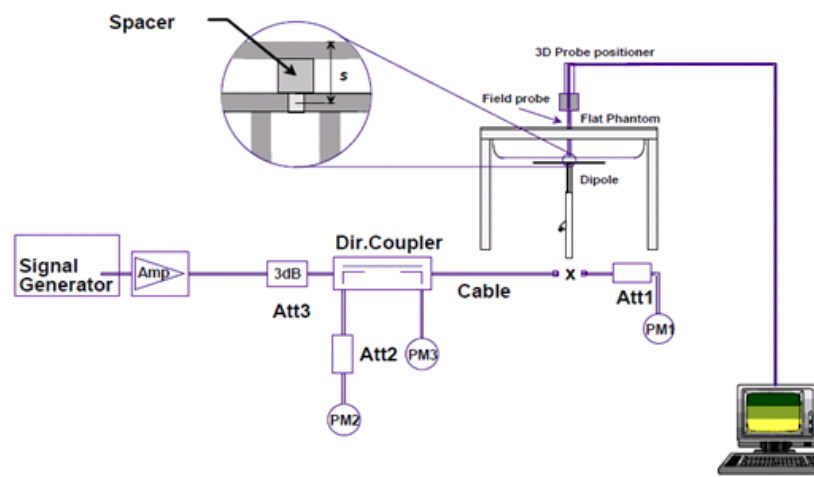 Spacer
s
3D Probe positioner
Field probe
Flat Phantom
Dipole
Signal
Generator
Amp
3dB
Att3
Dir.Coupler
Cable
x
Att1
PM1
Att2
PM3
PM2